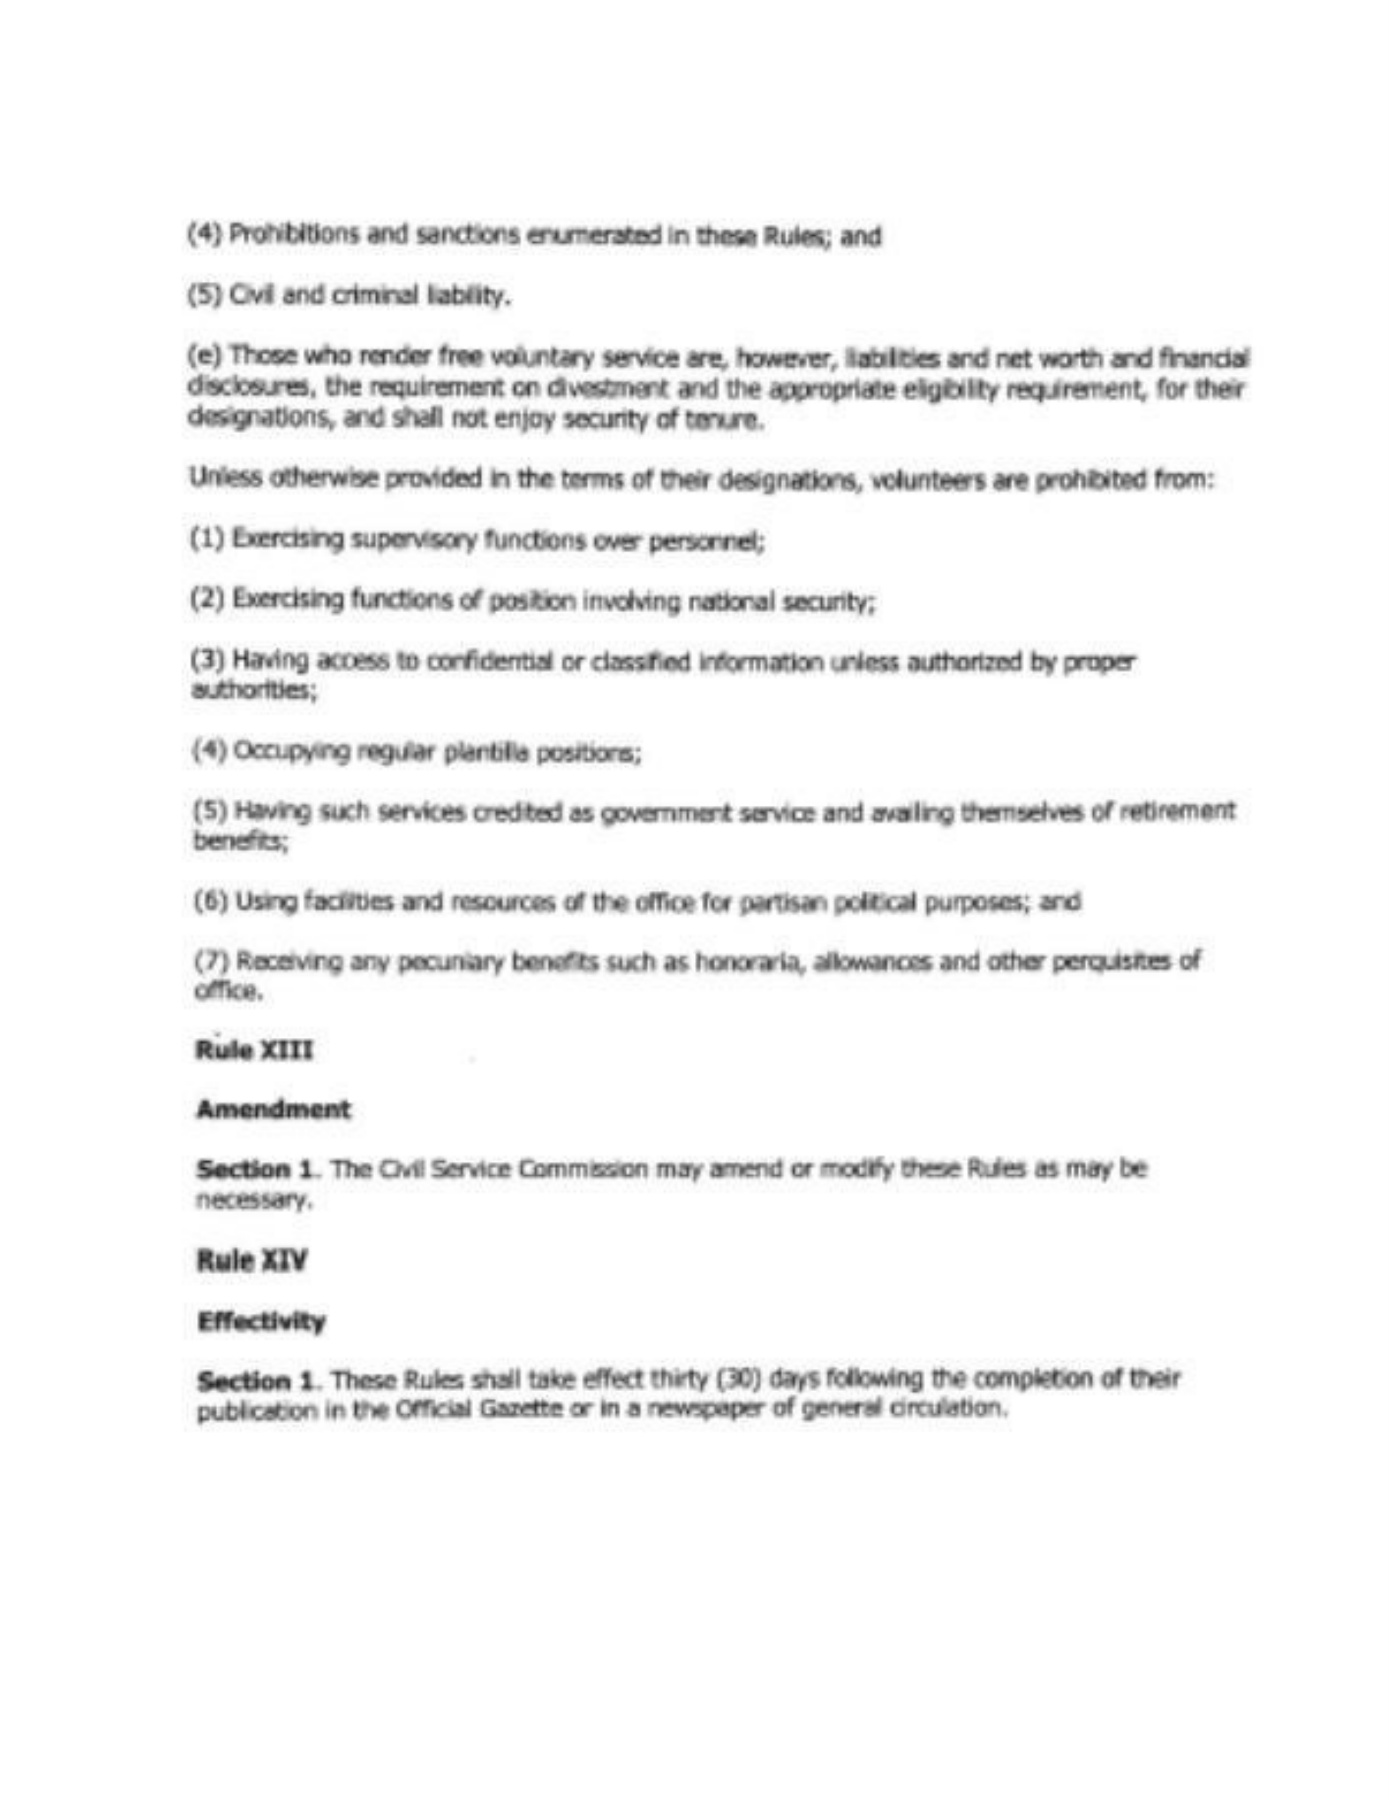 (4) Prohibitions and sanctions enumerated in these Rules; and
(5) Civil and criminal liability.
(e) Those who render free voluntary service are, however, liabilities and net worth and financial
disclosures, the requirement on divestment and the appropriate eligibility requirement, for their
designations, and shall not enjoy security of tenure.
Unless otherwise provided in the terms of their designations, volunteers are prohibited from:
(1) Exercising supervisory functions over personnel;
(2) Exercising functions of position involving national security;
(3) Having access to confidential or classified information unless authorized by proper
authorities;
(4) Occupying regular plantilla positions;
(5) Having such services credited as government service and availing themselves of retirement
benefits;
(6) Using facilities and resources of the office for partisan political purposes; and
(7) Receiving any pecuniary benefits such as honoraria, allowances and other perquisites of
office.
Rule XIII
Amendment
Section 1. The Civil Service Commission may amend or modify these Rules as may be
necessary.
Rule XIV
Effectivity
Section 1. These Rules shall take effect thirty (30) days following the completion of their
publication in the Official Gazette or in a newspaper of general circulation.